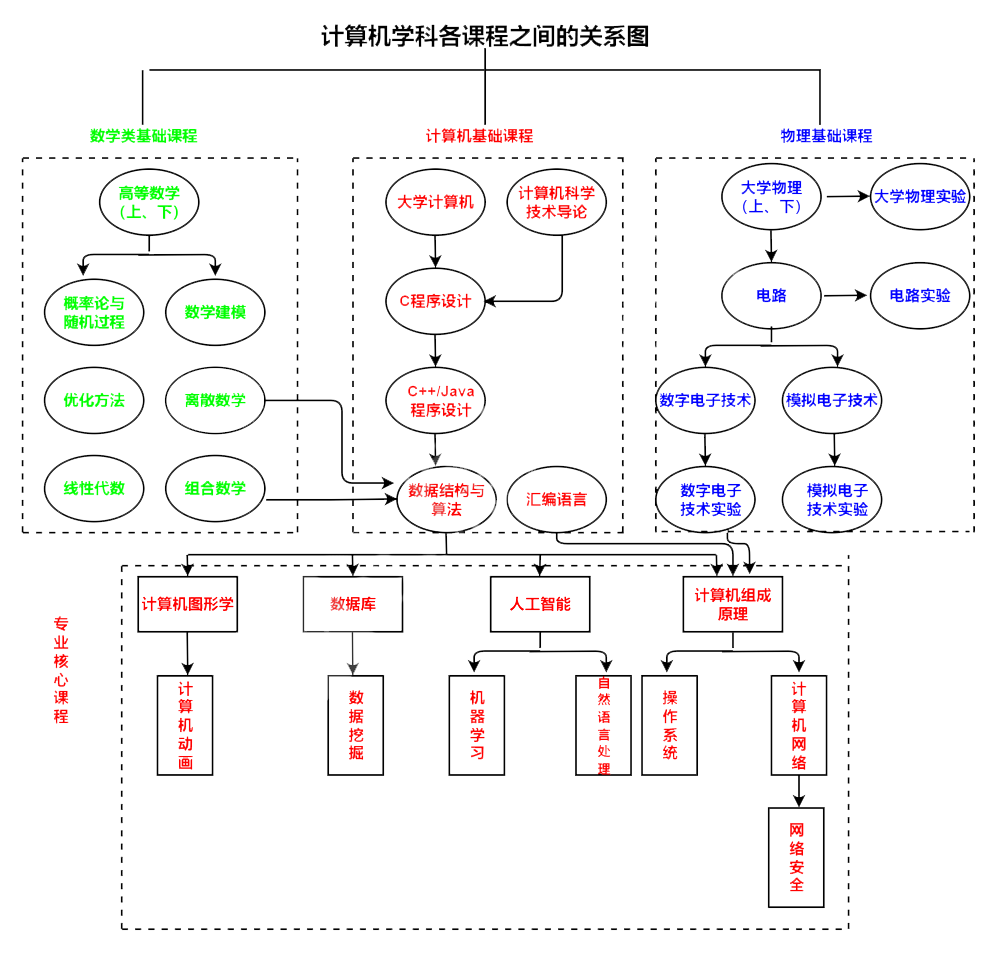 计算机学科各课程之间的关系图
数学类基础课程
计算机基础课程
物理基础课程
高等数学
（上、下）
概率论与
随机过程
数学建模
优化方法
离散数学
线性代数
组合数学
大学计算机
计算机科学
技术导论
C程序设计
C++/Java
程序设计
数据结构与
算法
汇编语言
大学物理
（上、下）
大学物理实验
电路
电路实验
数字电子技术
模拟电子技术
数字电子
技术实验
模拟电子
技术实验
专业核心课程
计算机图形学
数据库
人工智能
计算机组成
原理
计算机动画
数据挖掘
机器学习
自然语言处理
操作系统
计算机网络
网络安全